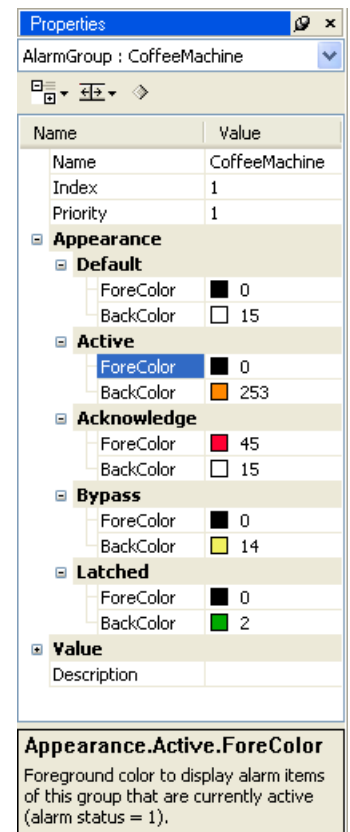 Properties
AlarmGroup : CoffeeMachine
Name Value
Name CoffeeMachine
Index 1
Priority 1
Appearance
Default
ForeColor 0
BackColor 15
Active
ForeColor 0
BackColor 253
Acknowledge
ForeColor 45
BackColor 15
Bypass
ForeColor 0
BackColor 14
Latched
ForeColor 0
BackColor 2
Value
Description
Appearance.Active.ForeColor
Foreground color to display alarm items
of this group that are currently active
(alarm status = 1).